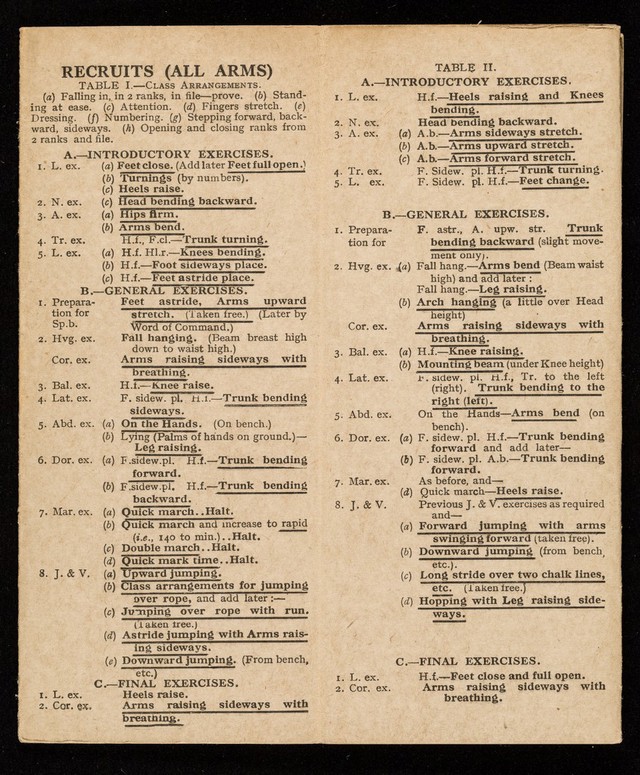 RECRUITS (ALL ARMS)
TABLE I.—CLASS ARRANGEMENTS.
(a) Falling in, in 2 ranks, in file—prove. (b) Stand-
ing at ease. (c) Attention. (d) Fingers stretch. (e)
Dressing. (f) Numbering. (g) Stepping forward, back-
ward, sideways. (h) Opening and closing ranks from
2 ranks and file.
A.—INTRODUCTORY EXERCISES.
1. L. ex. (a) Feet close. (Add later Feet full open.)
(b) Turnings (by numbers).
(c) Heels raise.
2. N. ex. (c) Head bending backward.
3. A. ex. (a) Hips firm.
(b) Arms bend.
4. Tr. ex. H.f., F.cl.—Trunk turning.
5. L. ex. (a) H.f. Hl.r.—Knees bending.
(b) H.f.—Foot sideways place.
(c) H.f.—Feet astride place.
B.—GENERAL EXERCISES.
1. Prepara- Feet astride, Arms upward
tion for stretch. (Taken free.) (Later by
Sp.b. Word of Command.)
2. Hvg. ex. Fall hanging. (Beam breast high
down to waist high.)
Cor. ex. Arms raising sideways with
breathing.
3. Bal. ex. H.f.—Knee raise.
4. Lat. ex. F. sidew. pl. H.f.—Trunk bending
sideways.
5. Abd. ex. (a) On the Hands. (On bench.)
(b) Lying (Palms of hands on ground.)—
Leg raising.
6. Dor. ex. (a) F.sidew.pl. H.f.—Trunk bending
forward.
(b) F.sidew.pl. H.f—Trunk bending
backward.
7. Mar. ex. (a) Quick march..Halt.
(b) Quick march and increase to rapid
(i.e., 140 to min.)..Halt.
(c) Double march..Halt.
(d) Quick mark time..Halt.
8. J. & V. (a) Upward jumping.
(b) Class arrangements for jumping
over rope, and add later :—
(c) Jumping over rope with run.
(Taken free.)
(d) Astride jumping with Arms rais-
ing sideways.
(e) Downward jumping. (From bench,
etc.)
C.—FINAL EXERCISES.
1. L. ex. Heels raise.
2. Cor. ex. Arms raising sideways with
breathing.
TABLE II.
A.—INTRODUCTORY EXERCISES.
1. L. ex. H.f.—Heels raising and Knees
bending.
2. N. ex. Head bending backward.
3. A. ex. (a) A.b.—Arms sideways stretch.
(b) A.b.—Arms upward stretch.
(c) A.b.—Arms forward stretch.
4. Tr. ex. F. Sidew. pl. H.f.—Trunk turning.
5. L. ex. F. Sidew. pl. H.f.—Feet change.
B.—GENERAL EXERCISES.
1. Prepara- F. astr., A. upw. str. Trunk
tion for bending backward (slight move-
ment only).
2. Hvg. ex. (a) Fall hang.—Arms bend (Beam waist
high) and add later :
Fall hang.—Leg raising.
(b) Arch hanging (a little over Head
height)
Cor. ex. Arms raising sideways with
breathing.
3. Bal. ex. (a) H.f.—Knee raising.
(b) Mounting beam (under Knee height)
4. Lat. ex. F. sidew. pl. H.f., Tr. to the left
(right). Trunk bending to the
right (left).
5. Abd. ex. On the Hands—Arms bend (on
bench).
6. Dor. ex. (a) F. sidew. pl. H.f.—Trunk bending
forward and add later—
(b) F. sidew. pl. A.b.—Trunk bending
forward.
7. Mar. ex. As before, and—
(d) Quick march—Heels raise.
8. J. & V. Previous J. & V. exercises as required
and—
(a) Forward jumping with arms
swinging forward (taken free).
(b) Downward jumping (from bench,
etc.).
(c) Long stride over two chalk lines,
etc. (Taken free)
(d) Hopping with Leg raising side-
ways.
C.—FINAL EXERCISES.
1. L. ex. H.f.—Feet close and full open.
2. Cor. ex. Arms raising sideways with
breathing.